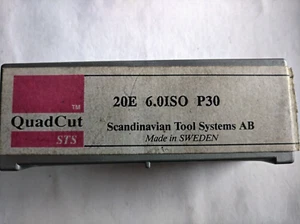 20E 6.0ISO P30
TM
QuadCut
STS
Scandinavian Tool Systems AB
Made in SWEDEN